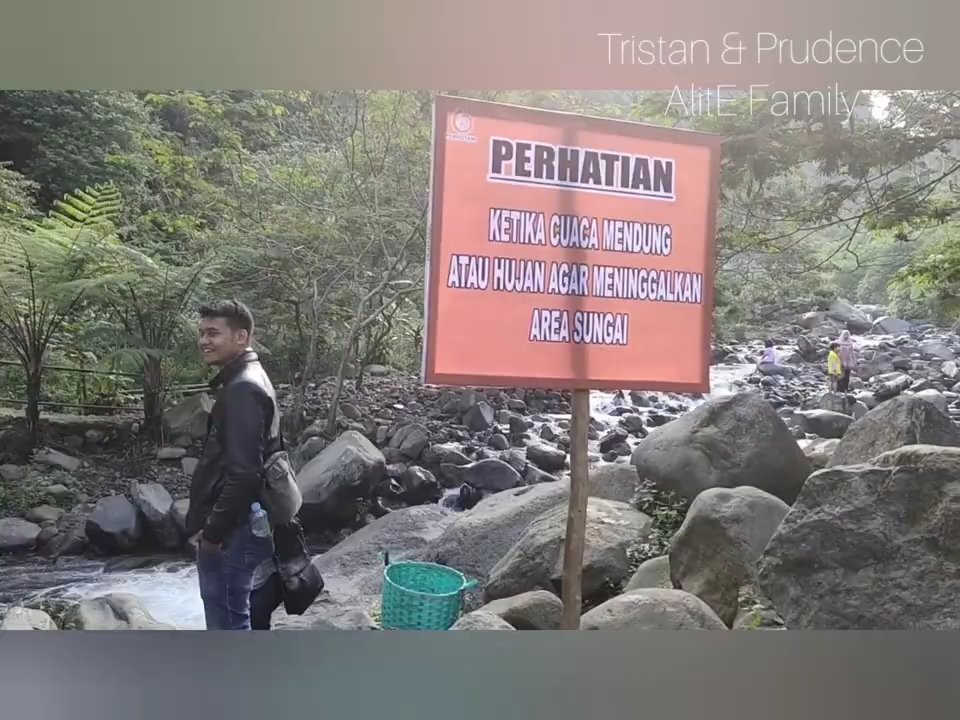 Tristan & Prudence
AlitE Family
PERHATIAN
KETIKA CUACA MENDUNG
ATAU HUJAN AGAR MENINGGALKAN
AREA SUNGAI